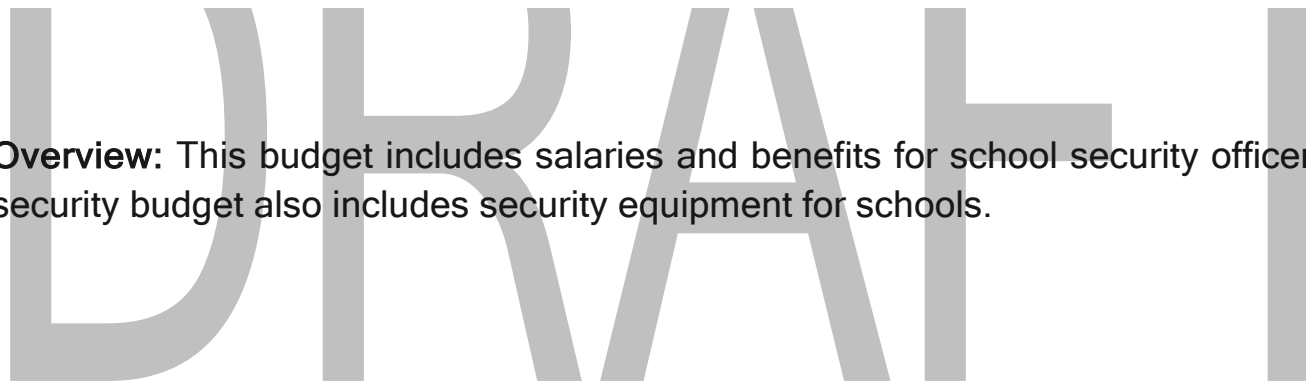 Overview: This budget includes salaries and benefits for school security officer
security budget also includes security equipment for schools.
DRAF